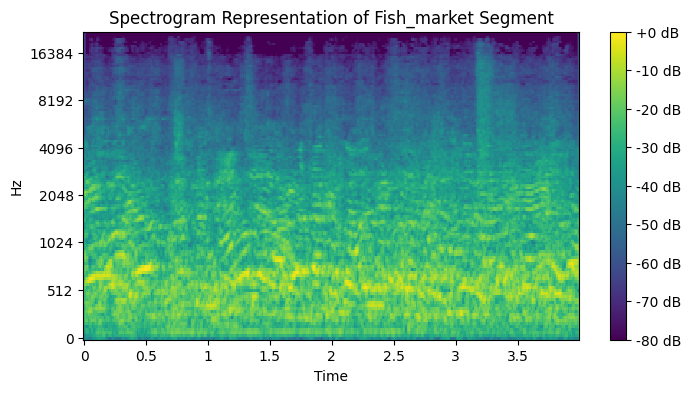 Spectrogram Representation of Fish_market Segment
16384
8192
4096
2048
1024
512
0
Hz
0
0.5
1
1.5
2
2.5
3
3.5
Time
+0 dB
-10 dB
-20 dB
-30 dB
-40 dB
-50 dB
-60 dB
-70 dB
-80 dB